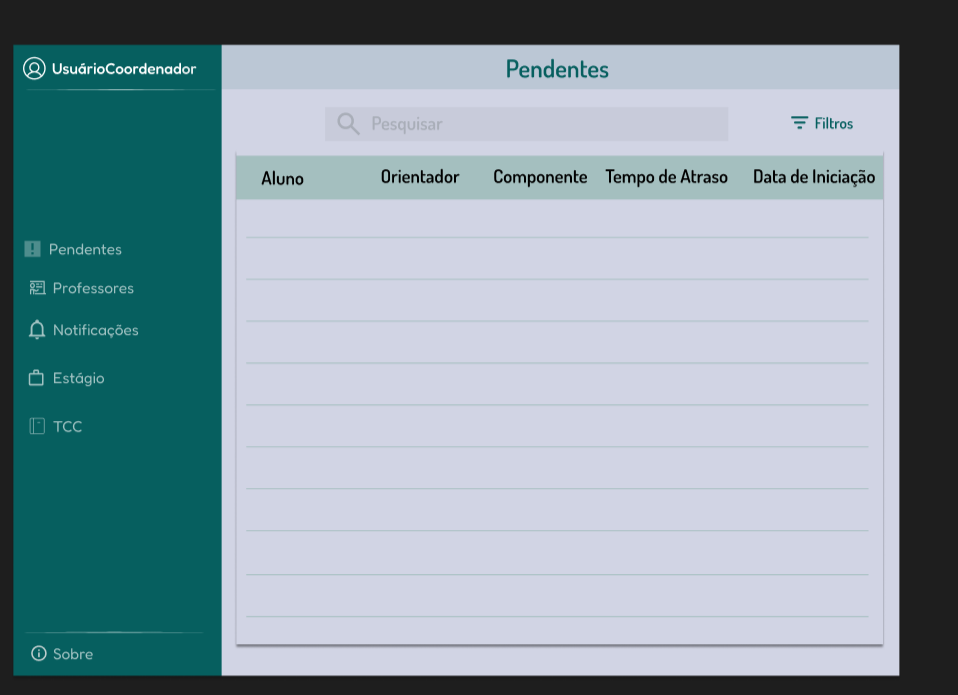 UsuárioCoordenador
Pendentes
Professores
Notificações
Estágio
TCC
Sobre
Pendentes
Pesquisar
Filtros
Aluno Orientador Componente Tempo de Atraso Data de Iniciação